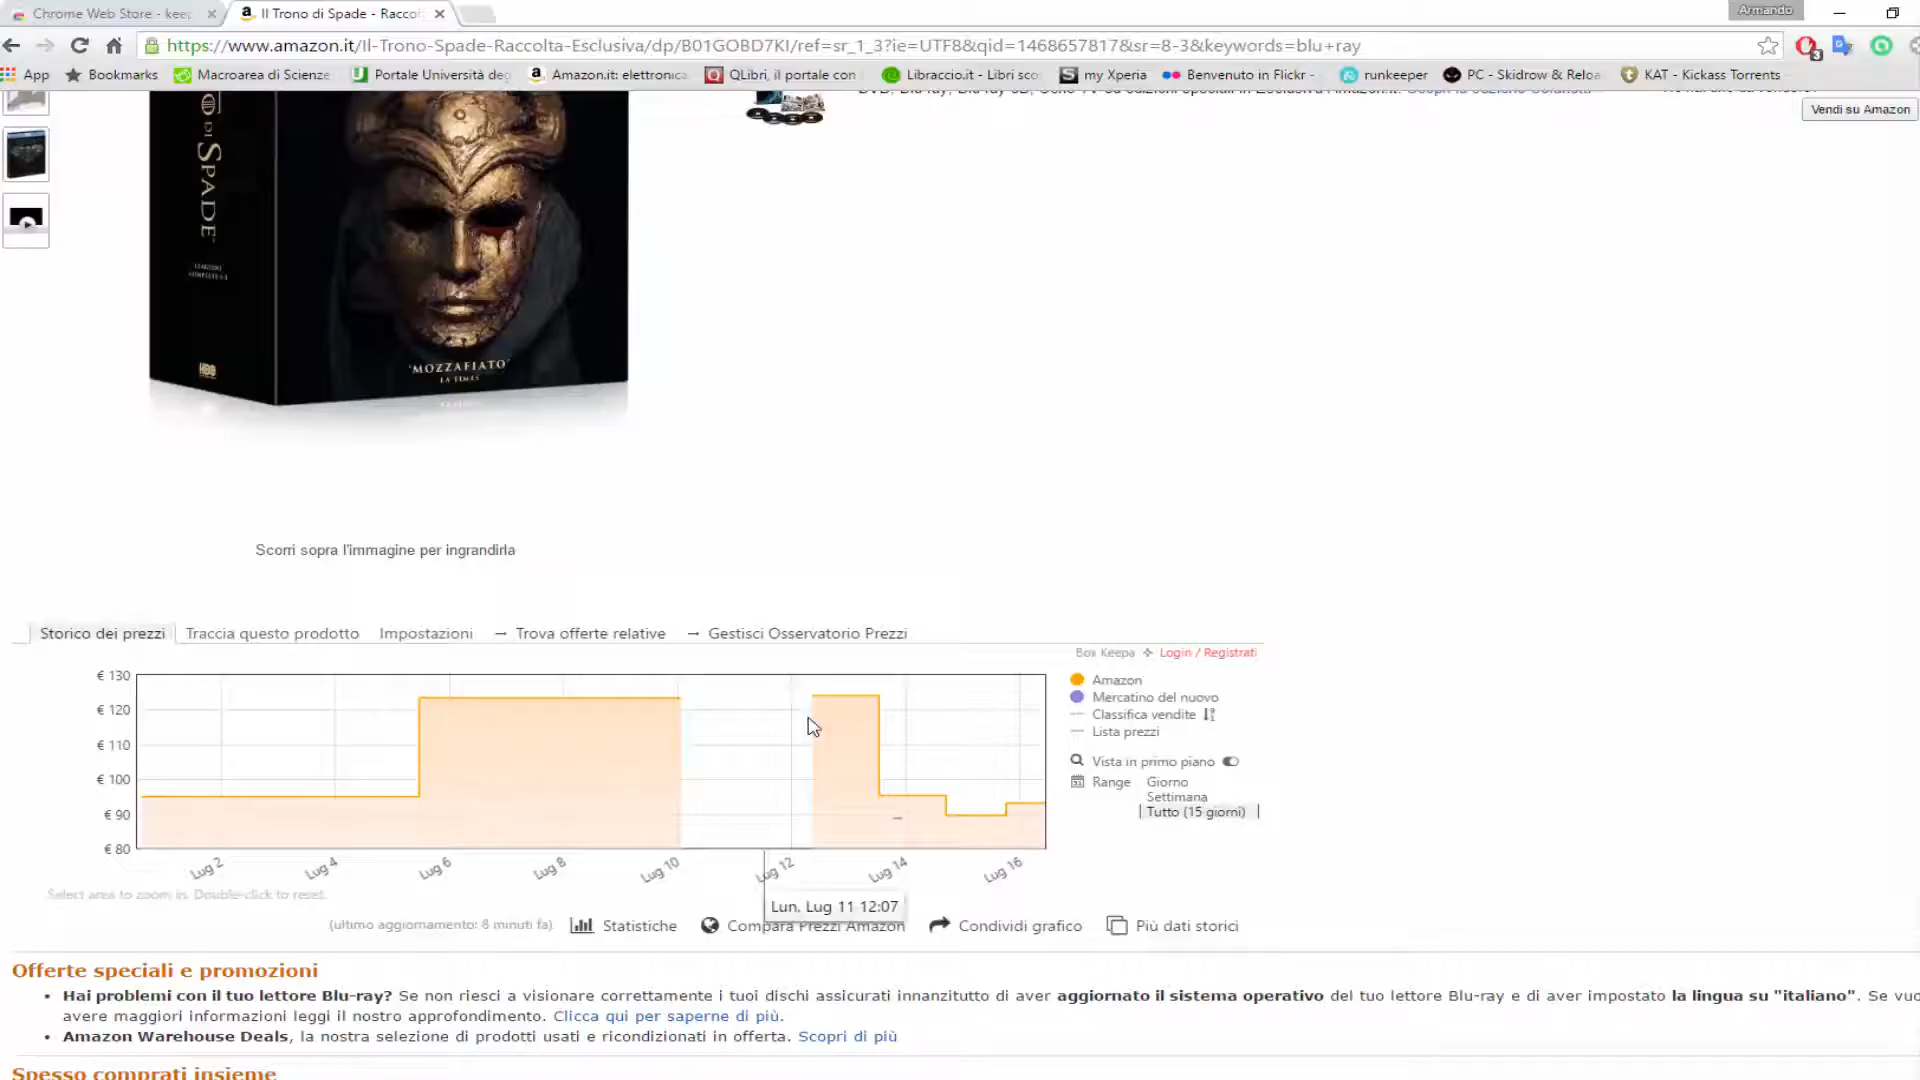 Chrome Web Store - keep
Il Trono di Spade - Raccof
Armando
https://www.amazon.it/Il-Trono-Spade-Raccolta-Esclusiva/dp/B01GOBD7KI/ref=sr_1_3?ie=UTF8&qid=1468657817&sr=8-3&keywords=blu+ray
3
App
Bookmarks
Macroarea di Scienze
Portale Università deg
Amazon.it: elettronica
QLibri, il portale con
Libraccio.it - Libri sco
my Xperia
Benvenuto in Flickr -
runkeeper
PC - Skidrow & Reloa
KAT - Kickass Torrents
Vendi su Amazon
DI SPADE
HBO
'MOZZAFIATO'
LA TIMES
Scorri sopra l'immagine per ingrandirla
Storico dei prezzi
Traccia questo prodotto
Impostazioni
→ Trova offerte relative
→ Gestisci Osservatorio Prezzi
Box Keepa
Login / Registrati
€ 130
€ 120
€ 110
€ 100
€ 90
€ 80
Lug 2
Lug 4
Lug 6
Lug 8
Lug 10
Lug 12
Lug 14
Lug 16
Amazon
Mercatino del nuovo
Classifica vendite
Lista prezzi
Vista in primo piano
Range
Giorno
Settimana
Tutto (15 giorni)
Select area to zoom in. Double-click to reset.
Lun. Lug 11 12:07
(ultimo aggiornamento: 8 minuti fa)
Statistiche
Compara Prezzi Amazon
Condividi grafico
Più dati storici
Offerte speciali e promozioni
• Hai problemi con il tuo lettore Blu-ray? Se non riesci a visionare correttamente i tuoi dischi assicurati innanzitutto di aver aggiornato il sistema operativo del tuo lettore Blu-ray e di aver impostato la lingua su "italiano". Se vuo
avere maggiori informazioni leggi il nostro approfondimento. Clicca qui per saperne di più.
• Amazon Warehouse Deals, la nostra selezione di prodotti usati e ricondizionati in offerta. Scopri di più
Spesso comprati insieme